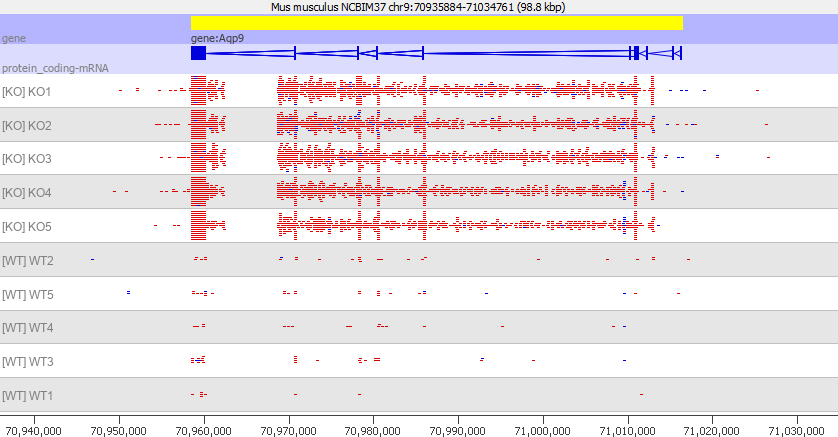 Mus musculus NCBIM37 chr9:70935884-71034761 (98.8 kbp)
gene
gene:Aqp9
protein_coding-mRNA
[KO] KO1
[KO] KO2
[KO] KO3
[KO] KO4
[KO] KO5
[WT] WT2
[WT] WT5
[WT] WT4
[WT] WT3
[WT] WT1
70,940,000 70,950,000 70,960,000 70,970,000 70,980,000 70,990,000 71,000,000 71,010,000 71,020,000 71,030,000